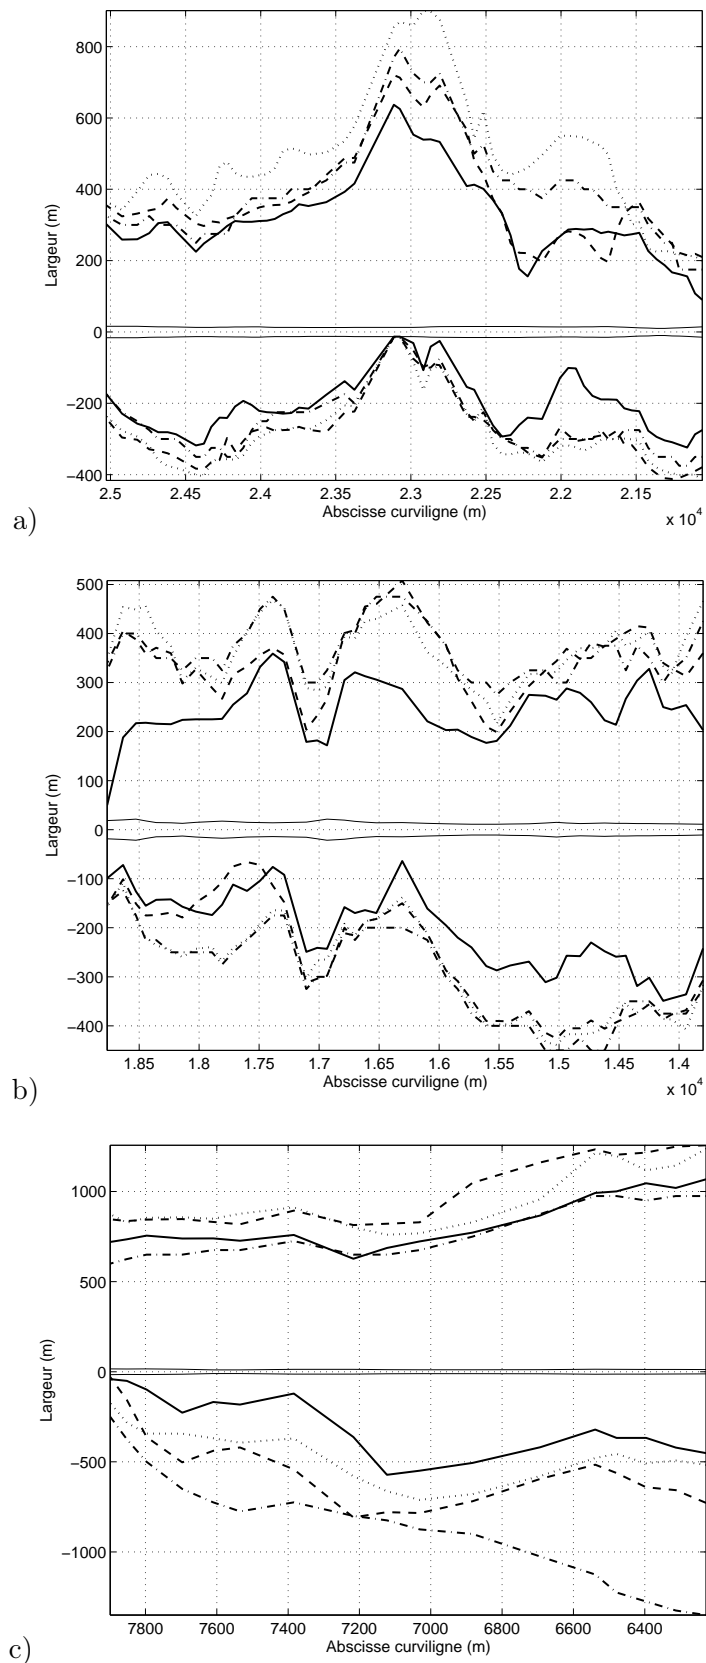 800
600
400
200
0
−200
−400
Largeur (m)
2.5 2.45 2.4 2.35 2.3 2.25 2.2 2.15
Abscisse curviligne (m)
x 10^4
a)
500
400
300
200
100
0
−100
−200
−300
−400
Largeur (m)
1.85 1.8 1.75 1.7 1.65 1.6 1.55 1.5 1.45 1.4
Abscisse curviligne (m)
x 10^4
b)
1000
500
0
−500
−1000
Largeur (m)
7800 7600 7400 7200 7000 6800 6600 6400
Abscisse curviligne (m)
c)